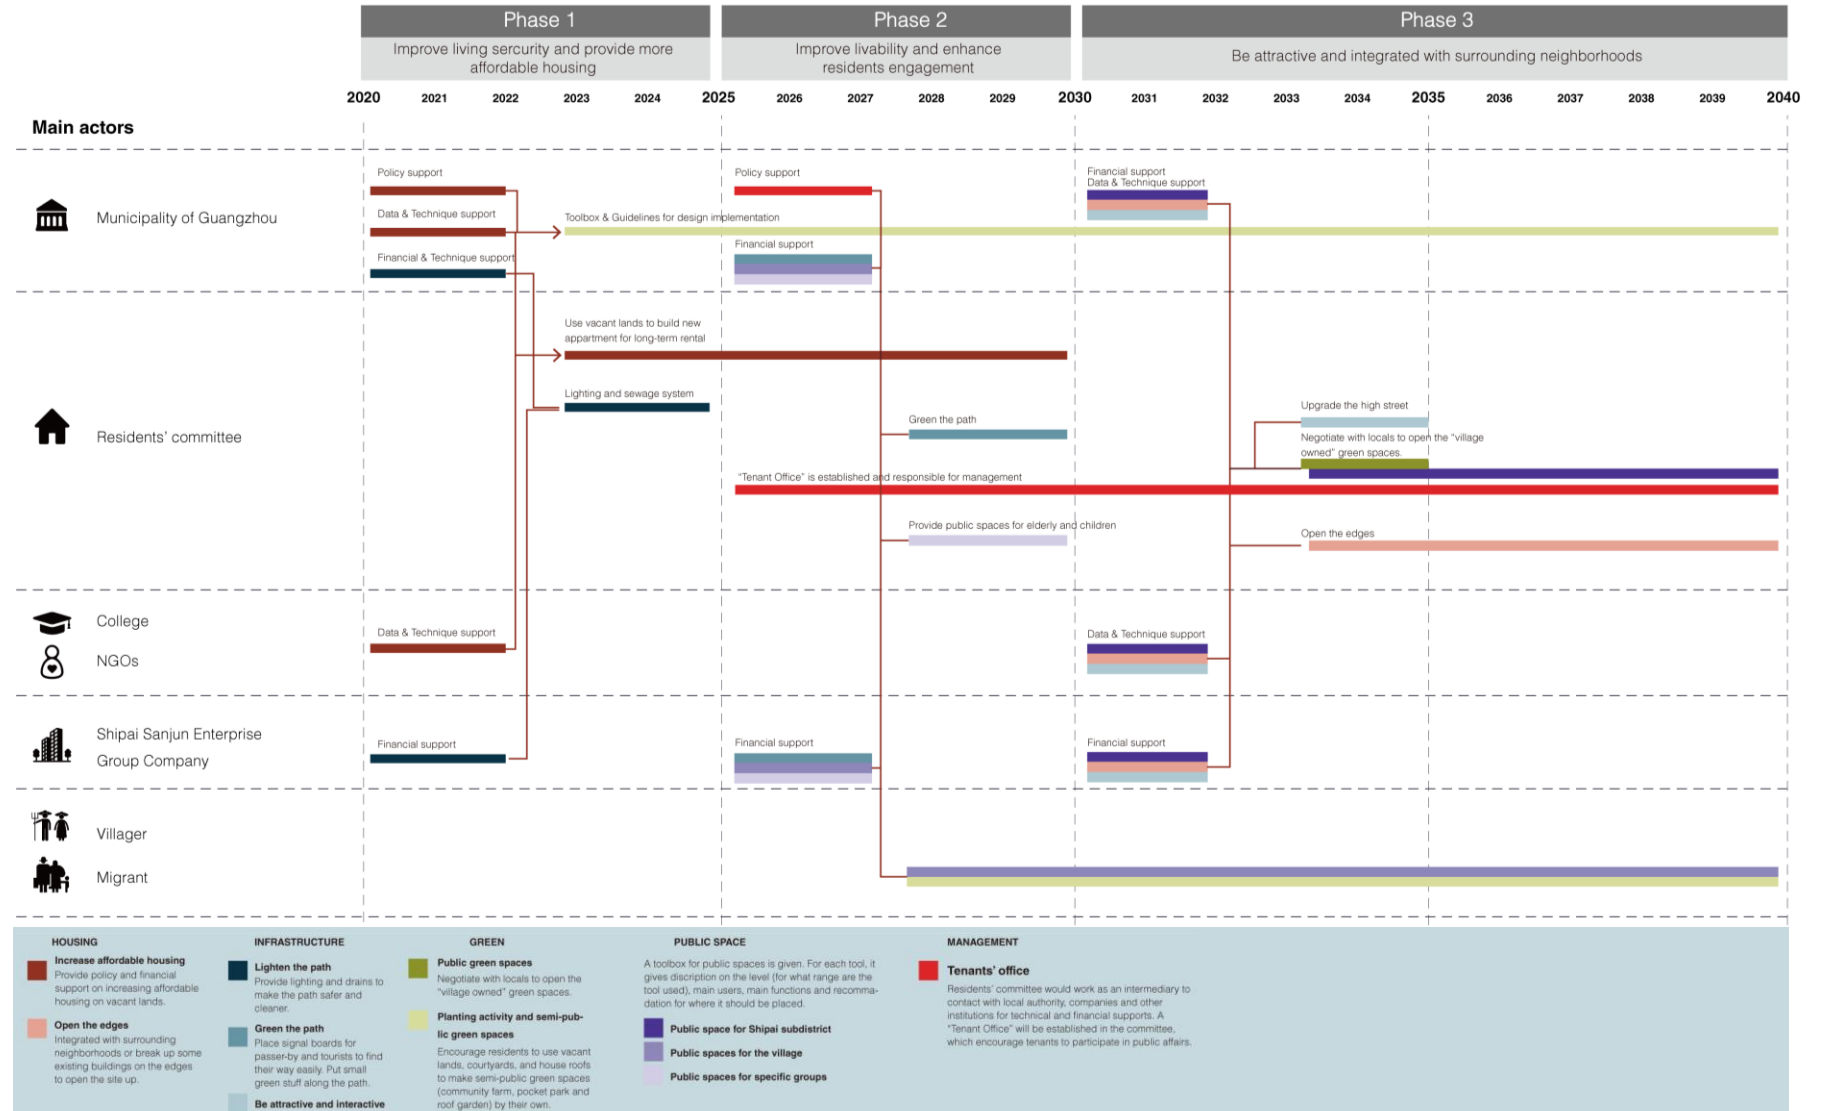 Phase 1
Phase 2
Phase 3
Improve living sercurity and provide more
affordable housing
Improve livability and enhance
residents engagement
Be attractive and integrated with surrounding neighborhoods
2020 2021 2022 2023 2024 2025 2026 2027 2028 2029 2030 2031 2032 2033 2034 2035 2036 2037 2038 2039 2040
Main actors
Municipality of Guangzhou
Policy support
Data & Technique support
Financial & Technique support
Toolbox & Guidelines for design implementation
Policy support
Financial support
Financial support
Data & Technique support
Residents' committee
Use vacant lands to build new
appartment for long-term rental
Lighting and sewage system
Green the path
"Tenant Office" is established and responsible for management
Provide public spaces for elderly and children
Upgrade the high street
Negotiate with locals to open the "village
owned" green spaces.
Open the edges
College
NGOs
Data & Technique support
Data & Technique support
Shipai Sanjun Enterprise
Group Company
Financial support
Financial support
Financial support
Villager
Migrant
HOUSING
Increase affordable housing
Provide policy and financial
support on increasing affordable
housing on vacant lands.
Open the edges
Integrated with surrounding
neighborhoods or break up some
existing buildings on the edges
to open the site up.
INFRASTRUCTURE
Lighten the path
Provide lighting and drains to
make the path safer and
cleaner.
Green the path
Place signal boards for
passer-by and tourists to find
their way easily. Put small
green stuff along the path.
Be attractive and interactive
GREEN
Public green spaces
Negotiate with locals to open the
"village owned" green spaces.
Planting activity and semi-pub-
lic green spaces
Encourage residents to use vacant
lands, courtyards, and house roofs
to make semi-public green spaces
(community farm, pocket park and
roof garden) by their own.
PUBLIC SPACE
A toolbox for public spaces is given. For each tool, it
gives discription on the level (for what range are the
tool used), main users, main functions and recomma-
dation for where it should be placed.
Public space for Shipai subdistrict
Public spaces for the village
Public spaces for specific groups
MANAGEMENT
Tenants' office
Residents' committee would work as an intermediary to
contact with local authority, companies and other
institutions for technical and financial supports. A
"Tenant Office" will be established in the committee,
which encourage tenants to participate in public affairs.